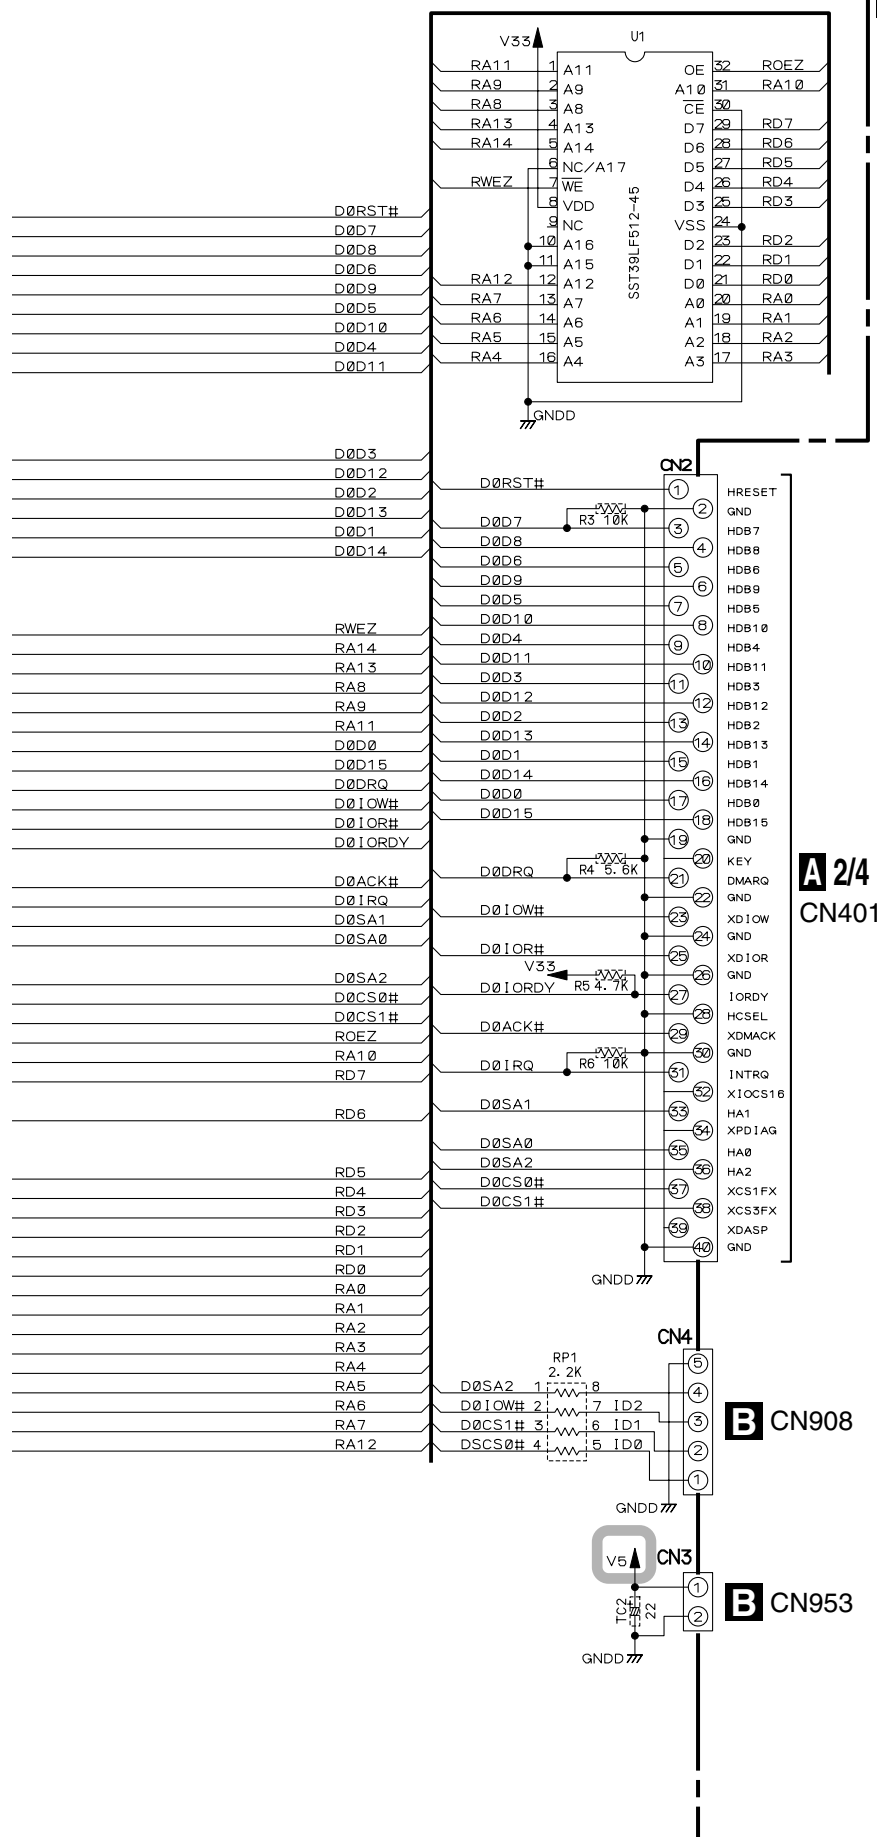 U1
V33
SST39LF512-45
RA11 1 A11 OE 32 ROEZ
RA9 2 A9 A10 31 RA10
RA8 3 A8 CE 30
RA13 4 A13 D7 29 RD7
RA14 5 A14 D6 28 RD6
6 NC/A17 D5 27 RD5
RWEZ 7 WE D4 26 RD4
8 VDD D3 25 RD3
9 NC VSS 24
10 A16 D2 23 RD2
11 A15 D1 22 RD1
RA12 12 A12 D0 21 RD0
RA7 13 A7 A0 20 RA0
RA6 14 A6 A1 19 RA1
RA5 15 A5 A2 18 RA2
RA4 16 A4 A3 17 RA3
GNDD
D0RST#
D0D7
D0D8
D0D6
D0D9
D0D5
D0D10
D0D4
D0D11
D0D3
D0D12
D0D2
D0D13
D0D1
D0D14
RWEZ
RA14
RA13
RA8
RA9
RA11
D0D0
D0D15
D0DRQ
D0IOW#
D0IOR#
D0IORDY
D0ACK#
D0IRQ
D0SA1
D0SA0
D0SA2
D0CS0#
D0CS1#
ROEZ
RA10
RD7
RD6
RD5
RD4
RD3
RD2
RD1
RD0
RA0
RA1
RA2
RA3
RA4
RA5
RA6
RA7
RA12
CN2
D0RST# 1 HRESET
2 GND
R3 10K
D0D7 3 HDB7
D0D8 4 HDB8
D0D6 5 HDB6
D0D9 6 HDB9
D0D5 7 HDB5
D0D10 8 HDB10
D0D4 9 HDB4
D0D11 10 HDB11
D0D3 11 HDB3
D0D12 12 HDB12
D0D2 13 HDB2
D0D13 14 HDB13
D0D1 15 HDB1
D0D14 16 HDB14
D0D0 17 HDB0
D0D15 18 HDB15
19 GND
20 KEY
R4 5.6K
D0DRQ 21 DMARQ
22 GND
D0IOW# 23 XDIOW
24 GND
D0IOR# 25 XDIOR
V33 26 GND
R5 4.7K
D0IORDY 27 IORDY
28 HCSEL
D0ACK# 29 XDMACK
30 GND
R6 10K
D0IRQ 31 INTRQ
32 XIOCS16
D0SA1 33 HA1
34 XPDIAG
D0SA0 35 HA0
D0SA2 36 HA2
D0CS0# 37 XCS1FX
D0CS1# 38 XCS3FX
39 XDASP
40 GND
GNDD
A 2/4
CN401
CN4
RP1
2.2K
5
D0SA2 1 8 4
D0IOW# 2 7 ID2 3
D0CS1# 3 6 ID1 2
DSCS0# 4 5 ID0 1
GNDD
B CN908
V5
CN3
1
TC2 22
2
GNDD
B CN953